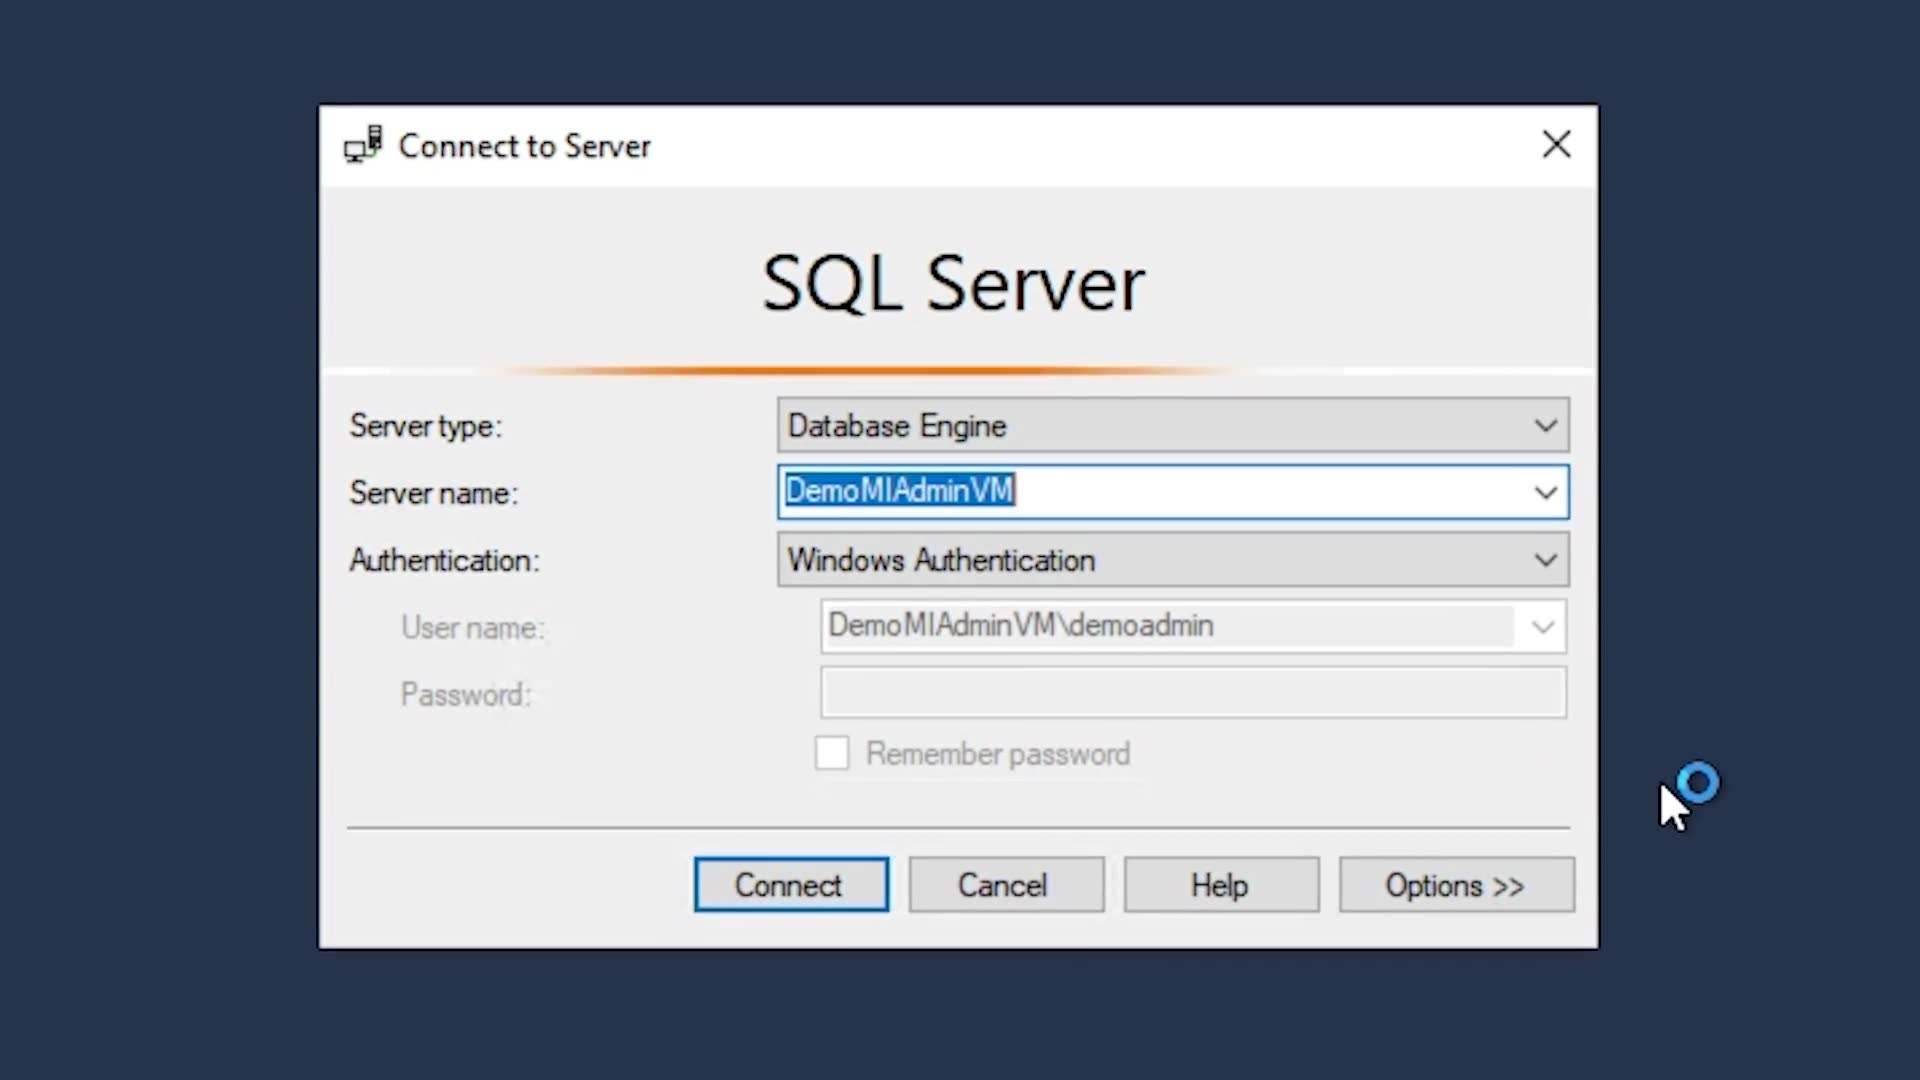 Connect to Server
SQL Server
Server type: Database Engine
Server name: DemoMIAdminVM
Authentication: Windows Authentication
User name: DemoMIAdminVM\demoadmin
Password:
Remember password
Connect Cancel Help Options >>